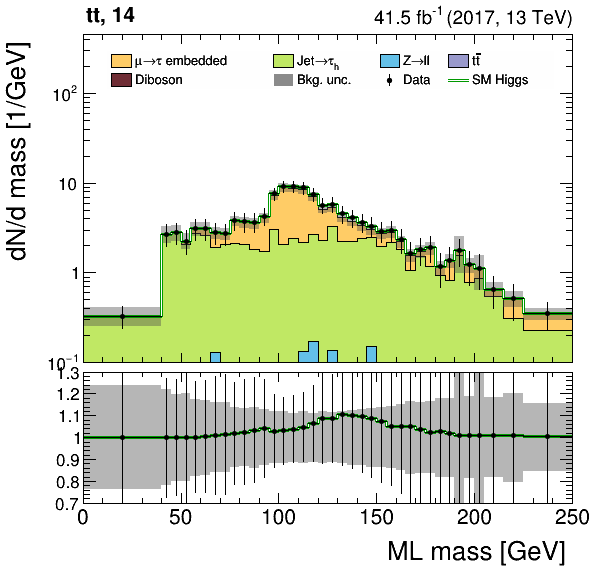 tt, 14
41.5 fb⁻¹ (2017, 13 TeV)
dN/d mass [1/GeV]
μ→τ embedded
Jet→τₕ
Z→ll
tt̄
Diboson
Bkg. unc.
Data
SM Higgs
10²
10
1
10⁻¹
1.3
1.2
1.1
1
0.9
0.8
0.7
0 50 100 150 200 250
ML mass [GeV]